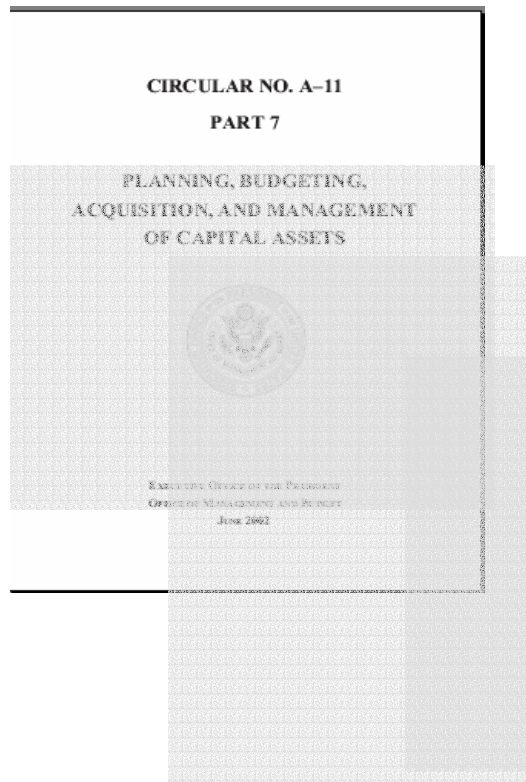 CIRCULAR NO. A–11
PART 7
PLANNING, BUDGETING,
ACQUISITION, AND MANAGEMENT
OF CAPITAL ASSETS
EXECUTIVE OFFICE OF THE PRESIDENT
OFFICE OF MANAGEMENT AND BUDGET
JUNE 2002